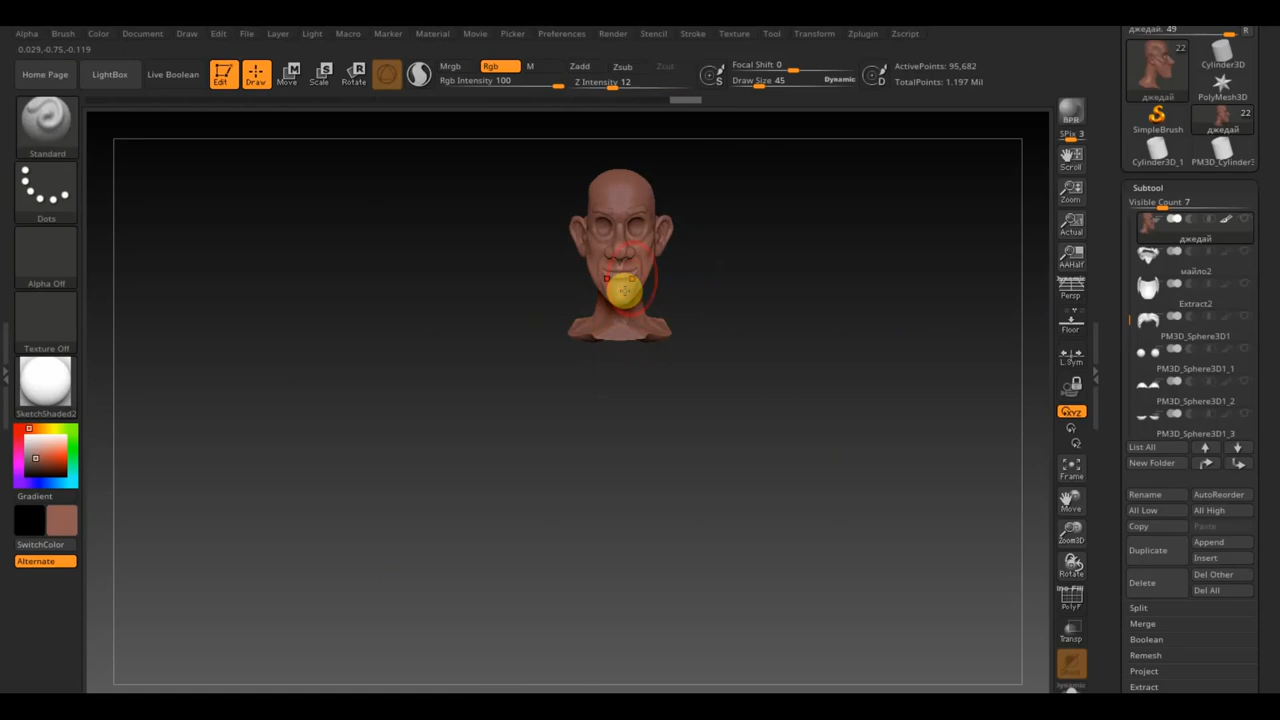 джедай. 49
R
Alpha Brush Color Document Draw Edit File Layer Light Macro Marker Material Movie Picker Preferences Render Stencil Stroke Texture Tool Transform Zplugin Zscript
0.029,-0.75,-0.119
Home Page
LightBox
Live Boolean
Edit
Draw
Move
Scale
Rotate
Mrgb
Rgb
M
Rgb Intensity 100
Zadd
Zsub
Zcut
Z Intensity 12
S
Focal Shift 0
Draw Size 45
Dynamic
D
ActivePoints: 95,682
TotalPoints: 1.197 Mil
Standard
Dots
Alpha Off
Texture Off
SketchShaded2
Gradient
SwitchColor
Alternate
BPR
SPix 3
Scroll
Zoom
Actual
AAHalf
Dynamic
Persp
Floor
L.Sym
XYZ
Frame
Move
Zoom3D
Rotate
PolyF
Transp
Dynamic
22
джедай
Cylinder3D
PolyMesh3D
SimpleBrush
22
джедай
Cylinder3D_1
Subtool
Visible Count 7
джедай
майло2
Extract2
PM3D_Sphere3D1
PM3D_Sphere3D1_1
PM3D_Sphere3D1_2
PM3D_Sphere3D1_3
List All
New Folder
Rename
AutoReorder
All Low
All High
Copy
Paste
Duplicate
Append
Insert
Delete
Del Other
Del All
Split
Merge
Boolean
Remesh
Project
Extract